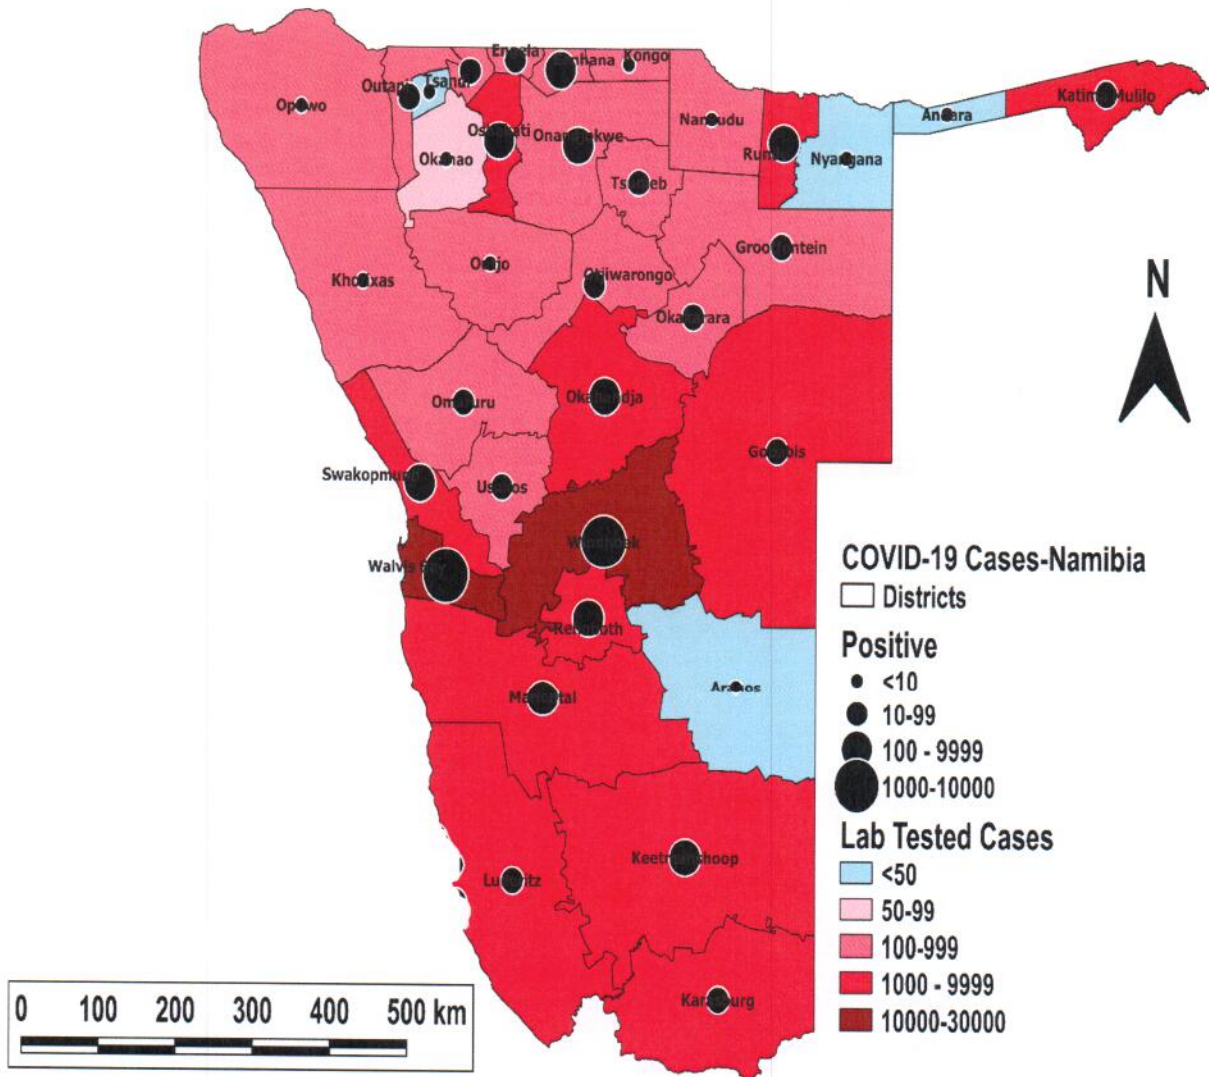 Engela
Eenhana
Kongo
Outapi
Tsandi
Opuwo
Okahao
Oshakati
Onandjokwe
Nankudu
Rundu
Nyangana
Andara
Katima Mulilo
Tsumeb
Grootfontein
Outjo
Khorixas
Otjiwarongo
Okakarara
Omaruru
Okahandja
Gobabis
Swakopmund
Usakos
Windhoek
Walvis Bay
Rehoboth
Mariental
Aranos
Keetmanshoop
Luderitz
Karasburg
N
COVID-19 Cases-Namibia
Districts
Positive
<10
10-99
100 - 9999
1000-10000
Lab Tested Cases
<50
50-99
100-999
1000 - 9999
10000-30000
0 100 200 300 400 500 km